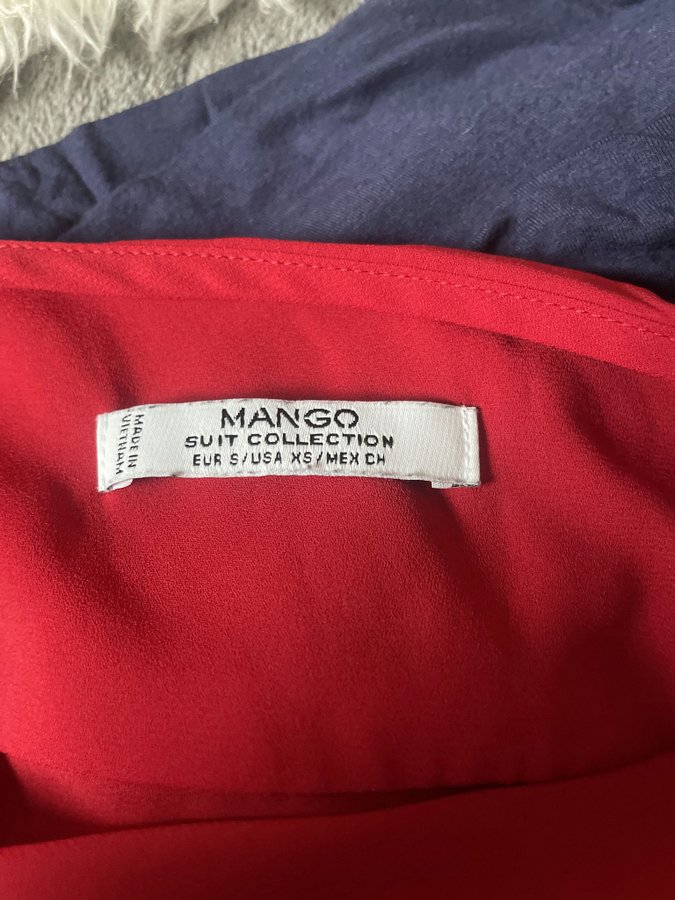 MANGO
SUIT COLLECTION
EUR S/USA XS/MEX CH
MADE IN
VIETNAM